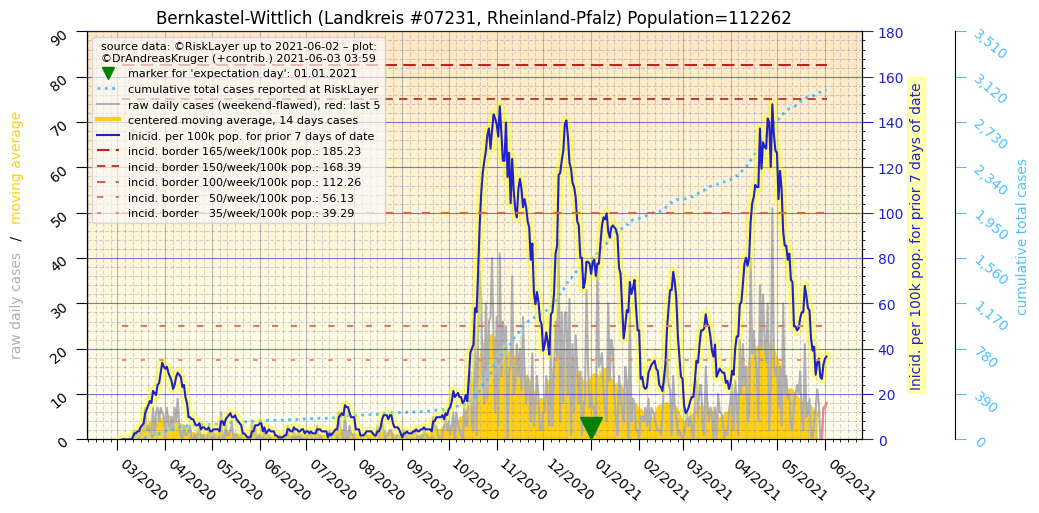 Bernkastel-Wittlich (Landkreis #07231, Rheinland-Pfalz) Population=112262
source data: ©RiskLayer up to 2021-06-02 – plot:
©DrAndreasKruger (+contrib.) 2021-06-03 03:59
marker for 'expectation day': 01.01.2021
cumulative total cases reported at RiskLayer
raw daily cases (weekend-flawed), red: last 5
centered moving average, 14 days cases
Inicid. per 100k pop. for prior 7 days of date
incid. border 165/week/100k pop.: 185.23
incid. border 150/week/100k pop.: 168.39
incid. border 100/week/100k pop.: 112.26
incid. border   50/week/100k pop.: 56.13
incid. border   35/week/100k pop.: 39.29
raw daily cases / moving average
90
80
70
60
50
40
30
20
10
0
03/2020
04/2020
05/2020
06/2020
07/2020
08/2020
09/2020
10/2020
11/2020
12/2020
01/2021
02/2021
03/2021
04/2021
05/2021
06/2021
180
160
140
120
100
80
60
40
20
0
Inicid. per 100k pop. for prior 7 days of date
3,510
3,120
2,730
2,340
1,950
1,560
1,170
780
390
0
cumulative total cases